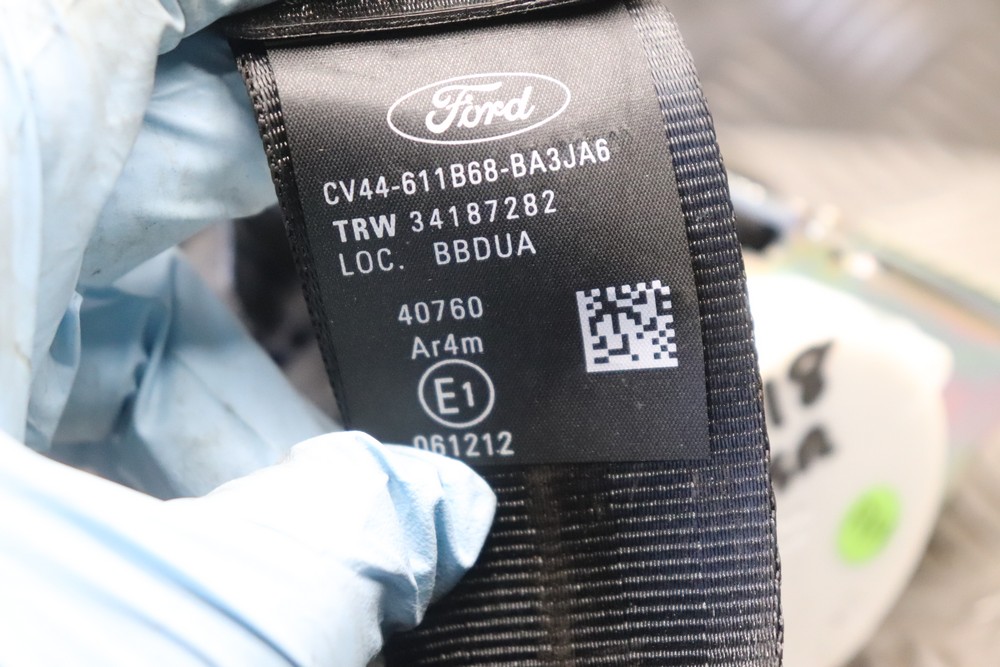 Ford
CV44-611B68-BA3JA6
TRW 34187282
LOC. BBDUA
40760
Ar4m
E1
061212